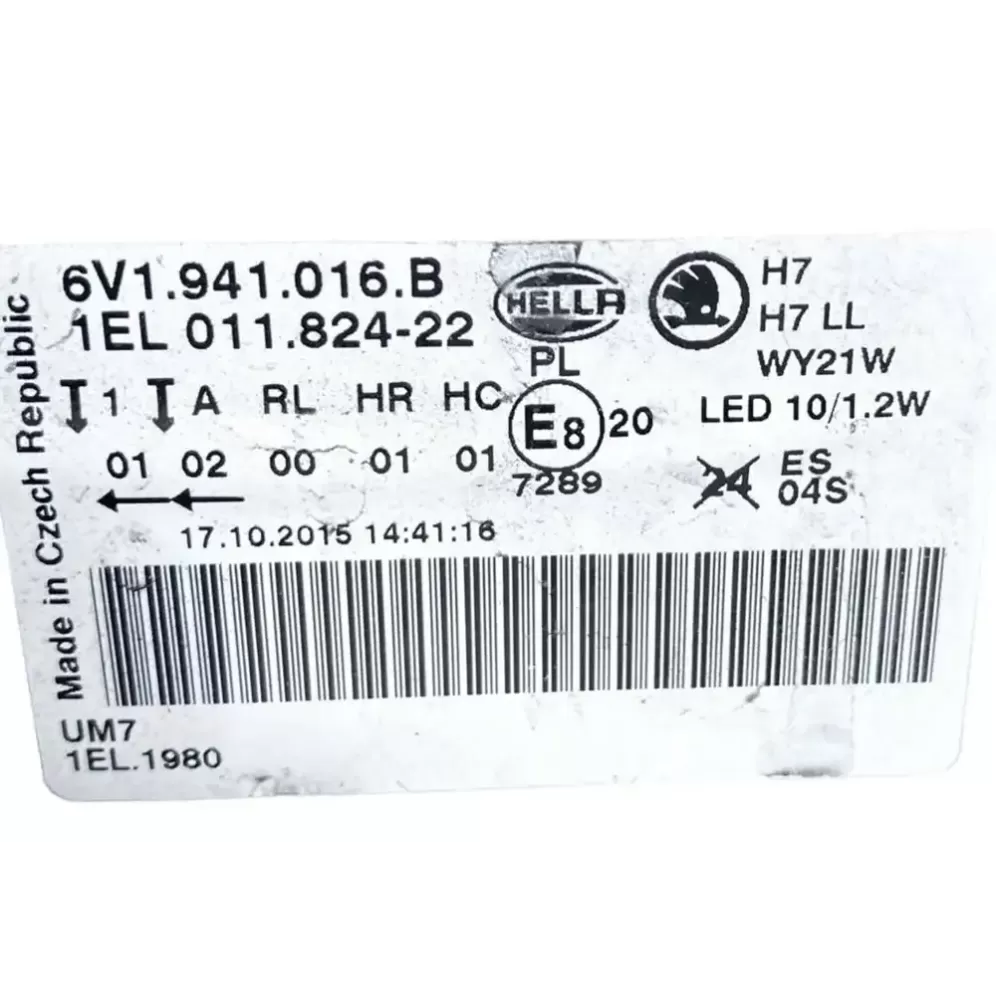 6V1.941.016.B
1EL 011.824-22
HELLA
PL
H7
H7 LL
WY21W
LED 10/1.2W
1 A RL HR HC
01 02 00 01 01
E8 20
7289
24
ES
04S
17.10.2015 14:41:16
Made in Czech Republic
UM7
1EL.1980